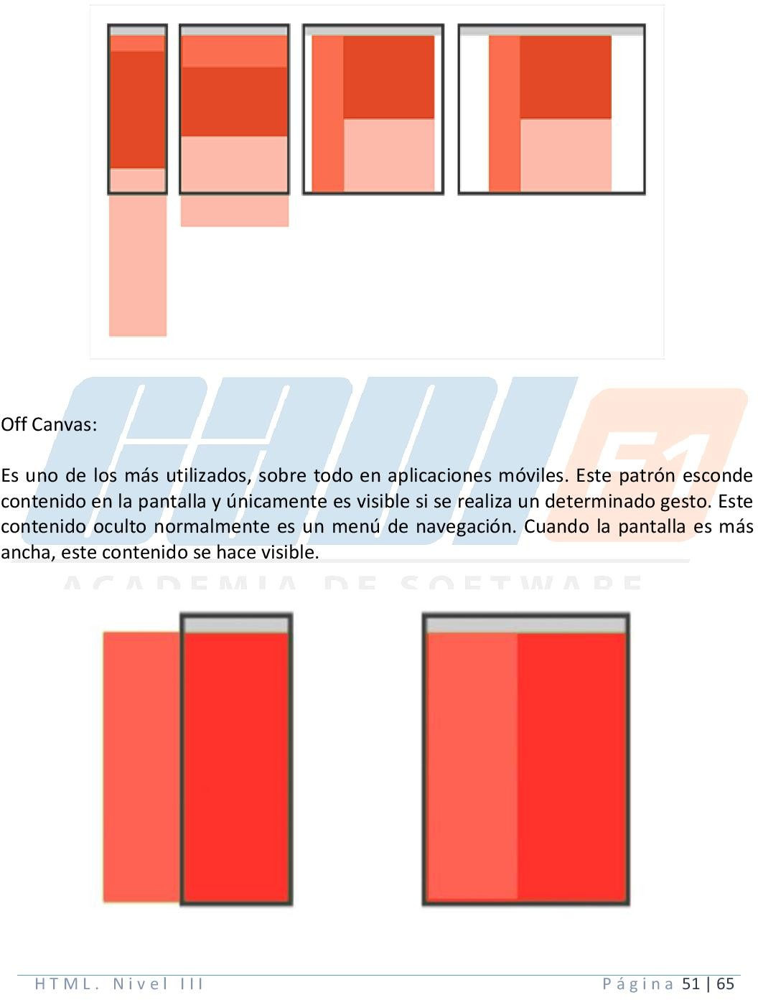 Off Canvas:
Es uno de los más utilizados, sobre todo en aplicaciones móviles. Este patrón esconde
contenido en la pantalla y únicamente es visible si se realiza un determinado gesto. Este
contenido oculto normalmente es un menú de navegación. Cuando la pantalla es más
ancha, este contenido se hace visible.
CADI F1
ACADEMIA DE SOFTWARE
HTML. Nivel III
Página 51 | 65